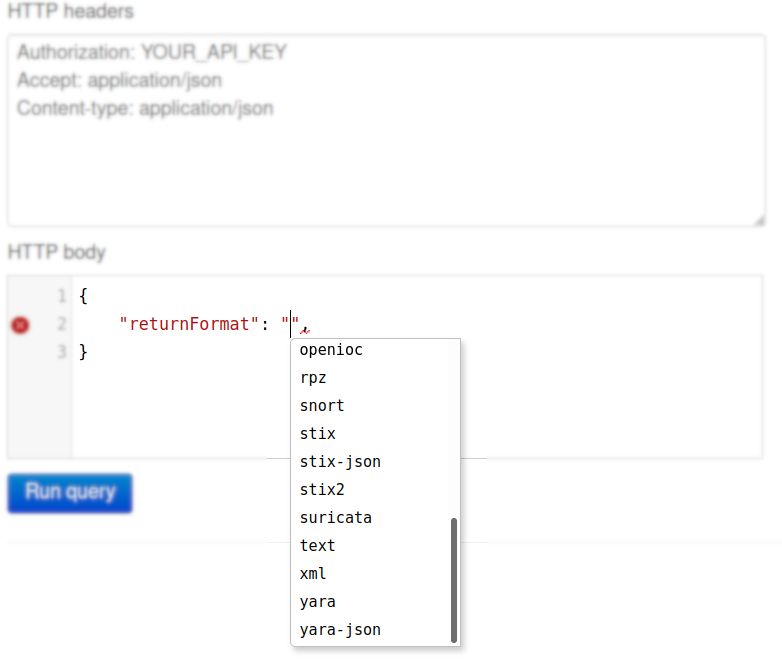 HTTP headers
Authorization: YOUR_API_KEY
Accept: application/json
Content-type: application/json
HTTP body
1 {
2 "returnFormat": "",
3 }
openioc
rpz
snort
stix
stix-json
stix2
suricata
text
xml
yara
yara-json
Run query